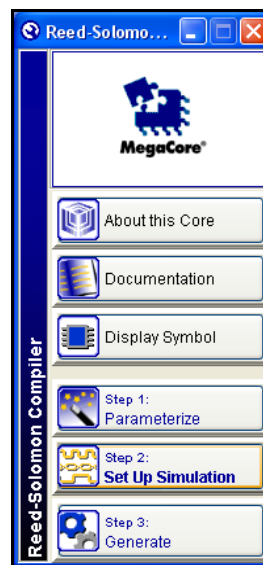 Reed-Solomo...
MegaCore®
About this Core
Documentation
Display Symbol
Step 1:
Parameterize
Step 2:
Set Up Simulation
Step 3:
Generate
Reed-Solomon Compiler